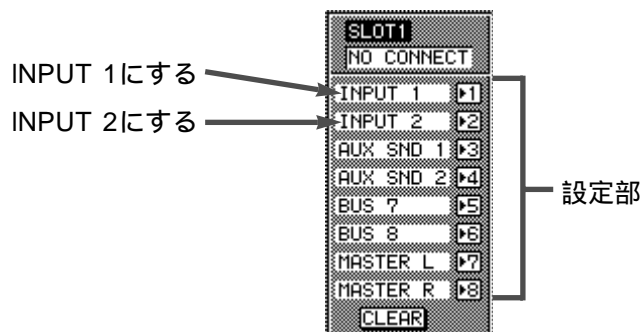 SLOT1
NO CONNECT
INPUT 1にする
INPUT 2にする
INPUT 1 ▶1
INPUT 2 ▶2
AUX SND 1 ▶3
AUX SND 2 ▶4
BUS 7 ▶5
BUS 8 ▶6
MASTER L ▶7
MASTER R ▶8
CLEAR
設定部